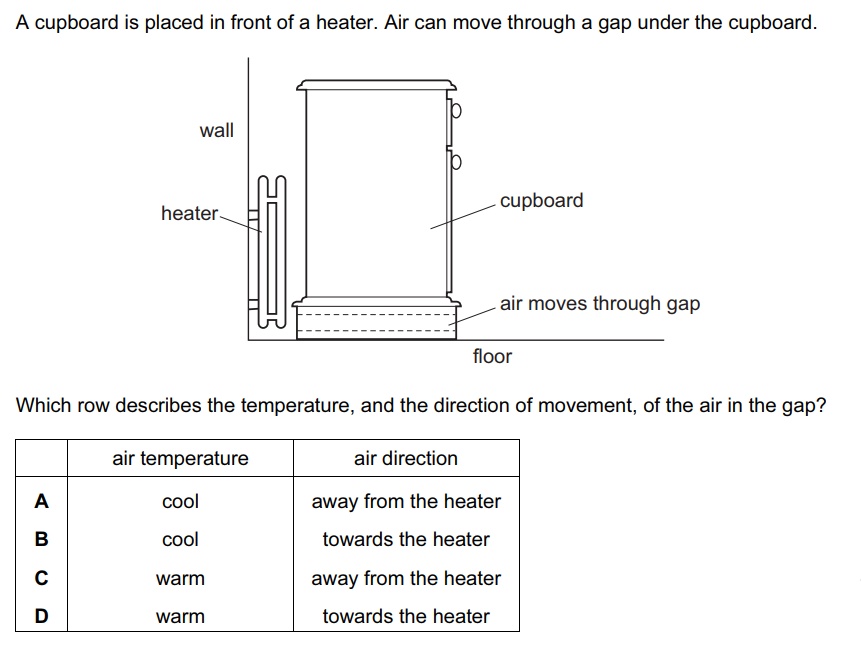 A cupboard is placed in front of a heater. Air can move through a gap under the cupboard.
wall
heater
cupboard
air moves through gap
floor
Which row describes the temperature, and the direction of movement, of the air in the gap?
air temperature air direction
A cool away from the heater
B cool towards the heater
C warm away from the heater
D warm towards the heater